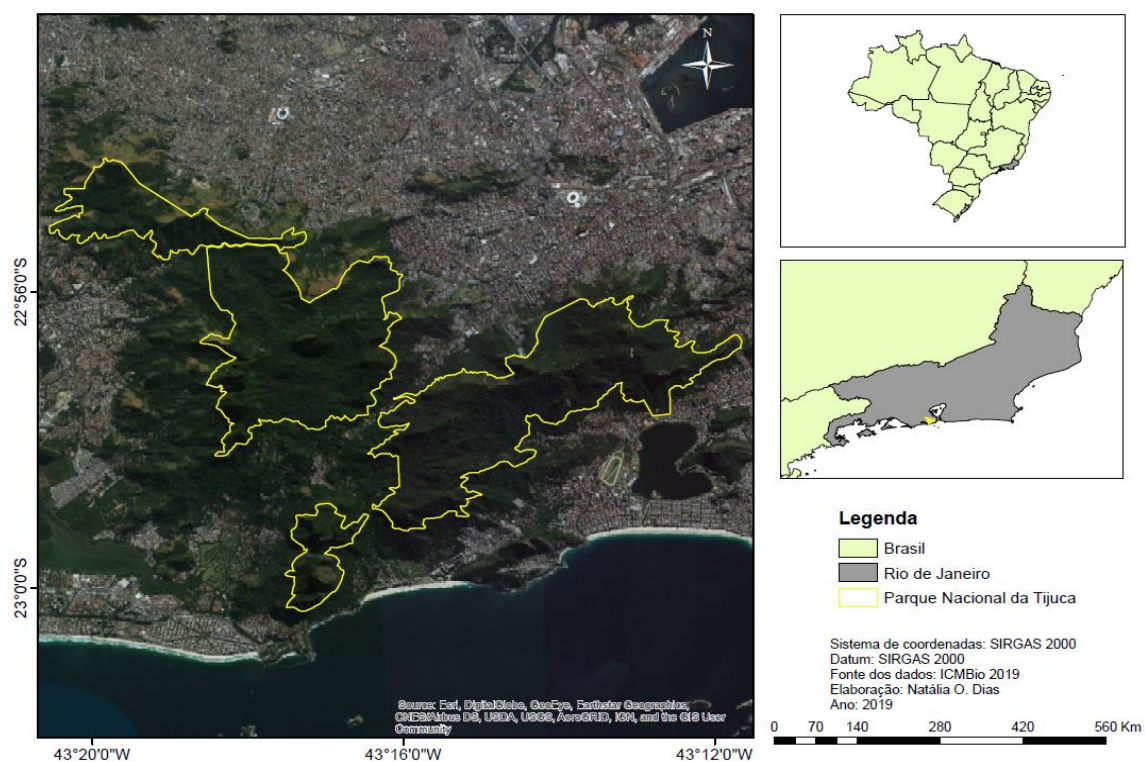 N
22°56'0"S
23°0'0"S
43°20'0"W
43°16'0"W
43°12'0"W
Source: Esri, DigitalGlobe, GeoEye, Earthstar Geographics,
CNES/Airbus DS, USDA, USGS, AeroGRID, IGN, and the GIS User
Community
Legenda
Brasil
Rio de Janeiro
Parque Nacional da Tijuca
Sistema de coordenadas: SIRGAS 2000
Datum: SIRGAS 2000
Fonte dos dados: ICMBio 2019
Elaboração: Natália O. Dias
Ano: 2019
0 70 140 280 420 560 Km